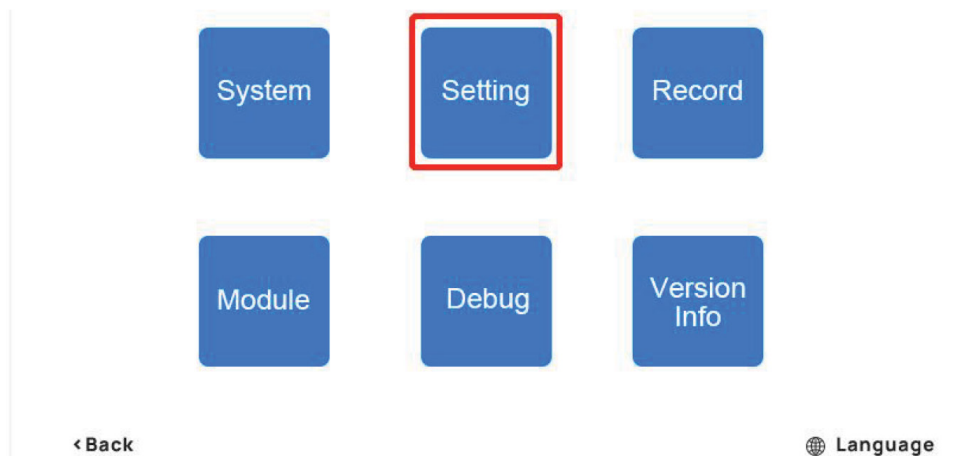 System
Setting
Record
Module
Debug
Version
Info
<Back
Language